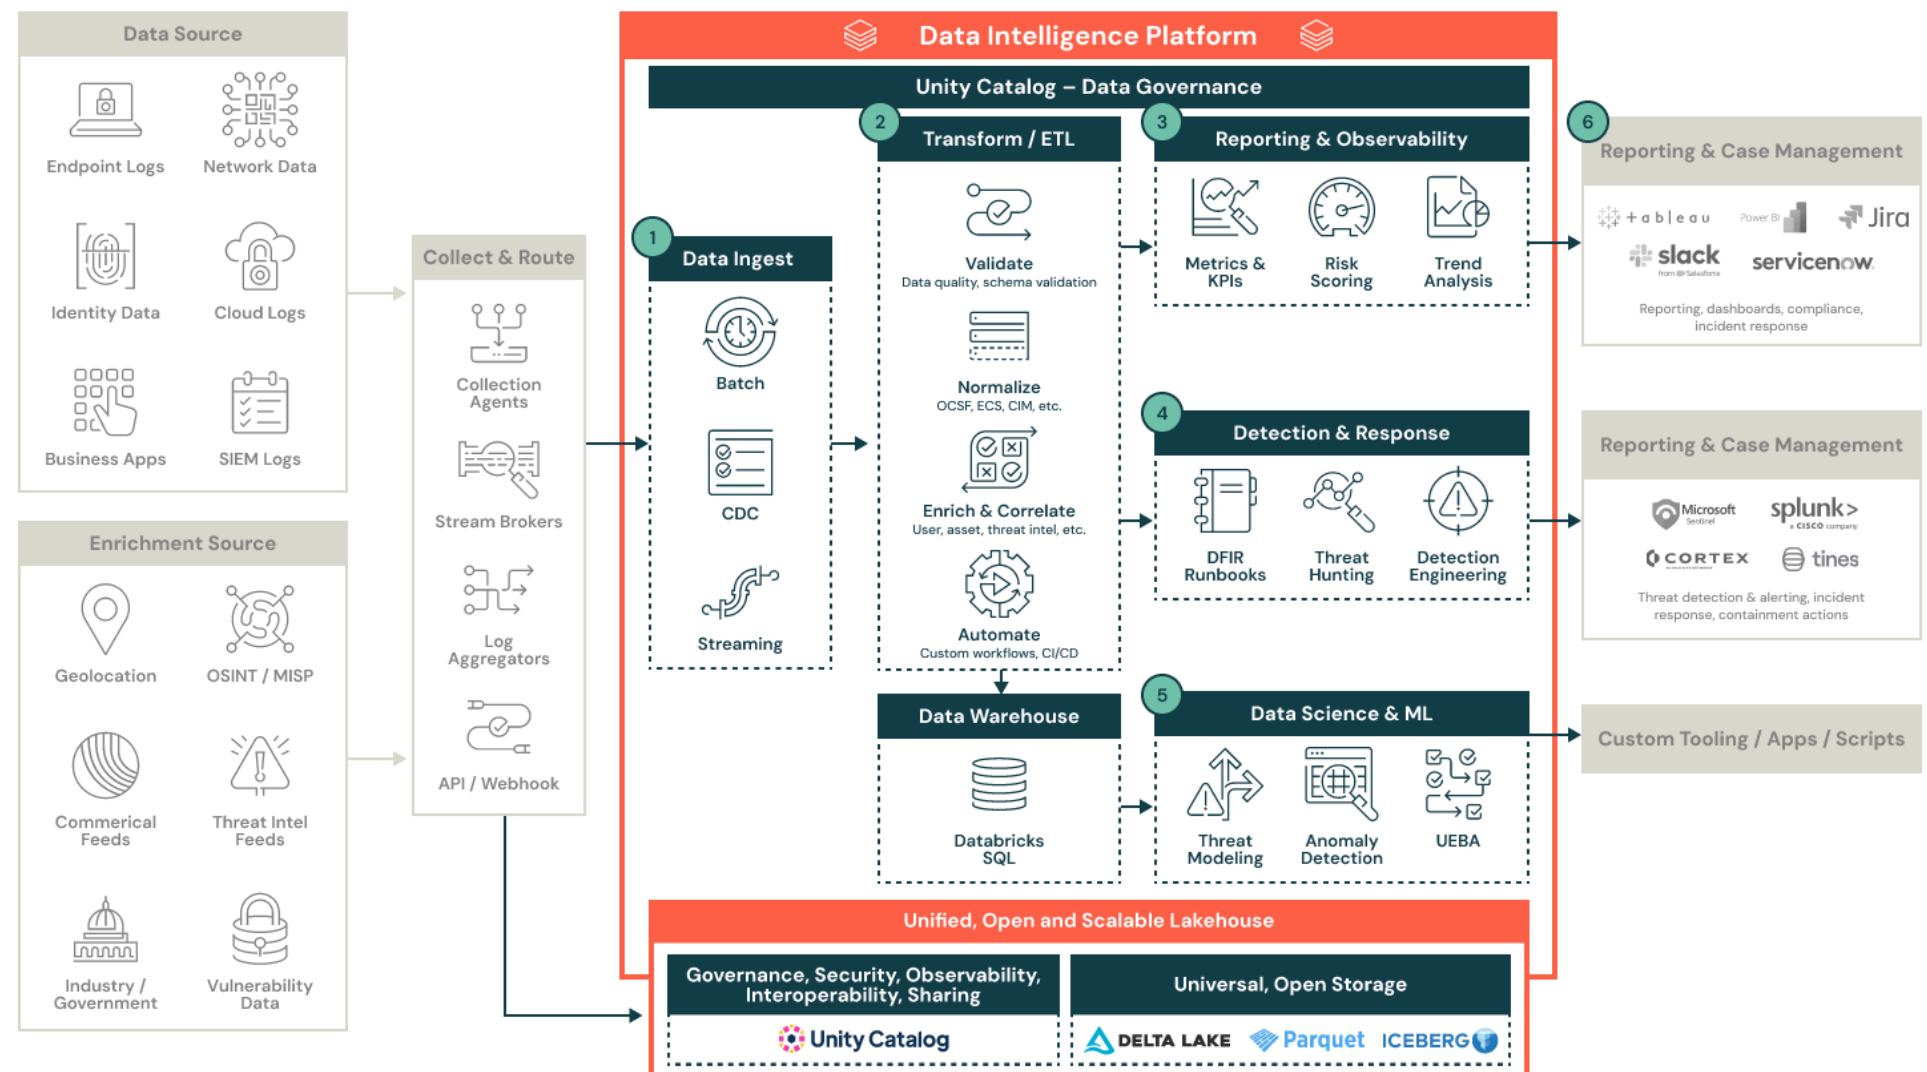 Data Source
Endpoint Logs
Network Data
Identity Data
Cloud Logs
Business Apps
SIEM Logs
Enrichment Source
Geolocation
OSINT / MISP
Commerical
Feeds
Threat Intel
Feeds
Industry /
Government
Vulnerability
Data
Collect & Route
Collection
Agents
Stream Brokers
Log
Aggregators
API / Webhook
Data Intelligence Platform
Unity Catalog – Data Governance
1
Data Ingest
Batch
CDC
Streaming
2
Transform / ETL
Validate
Data quality, schema validation
Normalize
OCSF, ECS, CIM, etc.
Enrich & Correlate
User, asset, threat intel, etc.
Automate
Custom workflows, CI/CD
Data Warehouse
Databricks
SQL
3
Reporting & Observability
Metrics &
KPIs
Risk
Scoring
Trend
Analysis
4
Detection & Response
DFIR
Runbooks
Threat
Hunting
Detection
Engineering
5
Data Science & ML
Threat
Modeling
Anomaly
Detection
UEBA
Unified, Open and Scalable Lakehouse
Governance, Security, Observability,
Interoperability, Sharing
Unity Catalog
Universal, Open Storage
DELTA LAKE
Parquet
ICEBERG
6
Reporting & Case Management
+ableau
Power BI
Jira
slack
from Salesforce
servicenow.
Reporting, dashboards, compliance,
incident response
Reporting & Case Management
Microsoft
Sentinel
splunk>
a CISCO company
CORTEX
tines
Threat detection & alerting, incident
response, containment actions
Custom Tooling / Apps / Scripts